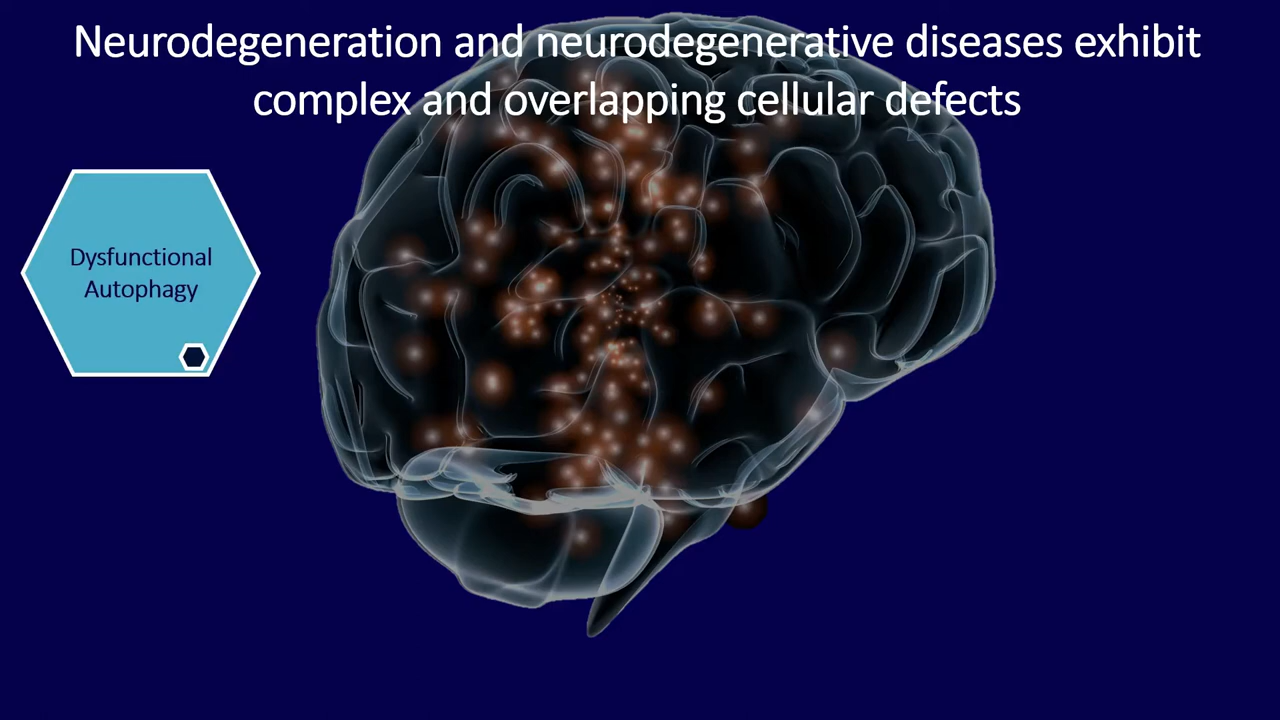 Neurodegeneration and neurodegenerative diseases exhibit
complex and overlapping cellular defects
Dysfunctional
Autophagy